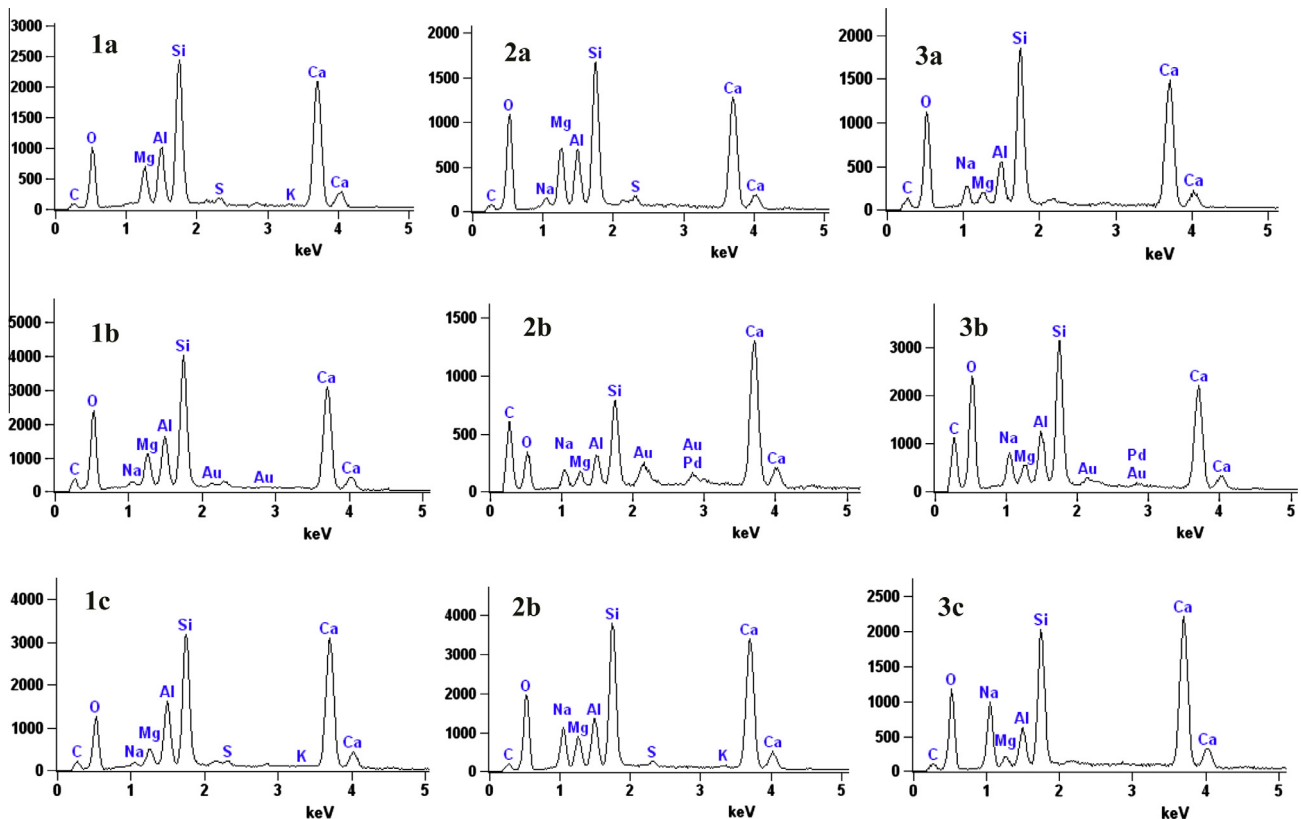 1a
3000
2500
2000
1500
1000
500
0
C
O
Mg
Al
Si
S
K
Ca
Ca
0 1 2 3 4 5
keV
2a
2000
1500
1000
500
0
C
O
Na
Mg
Al
Si
S
Ca
Ca
0 1 2 3 4 5
keV
3a
2000
1500
1000
500
0
C
O
Na
Mg
Al
Si
Ca
Ca
0 1 2 3 4 5
keV
1b
5000
4000
3000
2000
1000
0
C
O
Na
Mg
Al
Si
Au
Au
Ca
Ca
0 1 2 3 4 5
keV
2b
1500
1000
500
0
C
O
Na
Mg
Al
Si
Au
Au
Pd
Ca
Ca
0 1 2 3 4 5
keV
3b
3000
2000
1000
0
C
O
Na
Mg
Al
Si
Au
Pd
Au
Ca
Ca
0 1 2 3 4 5
keV
1c
4000
3000
2000
1000
0
C
O
Na
Mg
Al
Si
S
K
Ca
Ca
0 1 2 3 4 5
keV
2b
4000
3000
2000
1000
0
C
O
Na
Mg
Al
Si
S
K
Ca
Ca
0 1 2 3 4 5
keV
3c
2500
2000
1500
1000
500
0
C
O
Na
Mg
Al
Si
Ca
Ca
0 1 2 3 4 5
keV